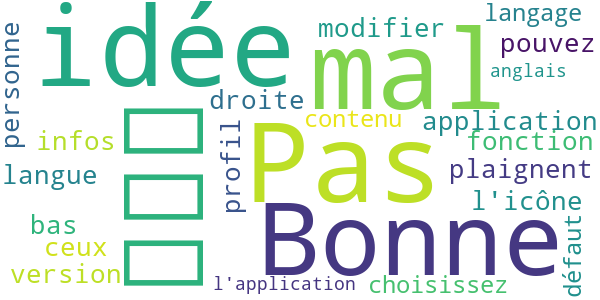 idée
mal
Pas
Bonne
personne
modifier
langage
pouvez
anglais
droite
contenu
application
fonction
infos
langue
profil
plaignent
l'icône
bas
ceux
version
défaut
l'application
choisissez